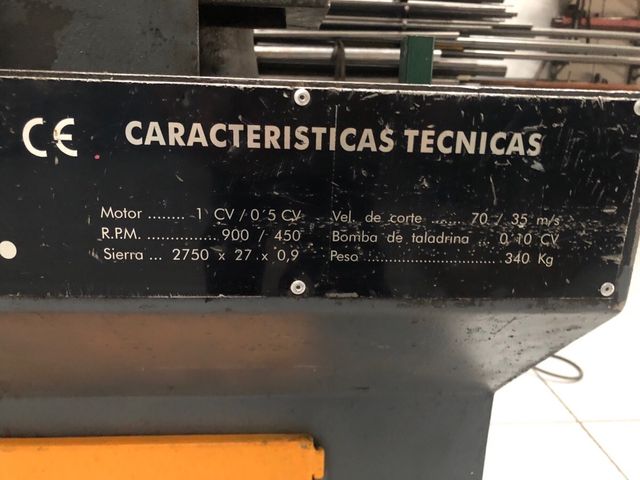 CE CARACTERISTICAS TÉCNICAS
Motor ........ 1 CV / 0'5 CV
R.P.M. ............... 900 / 450
Sierra ... 2750 x 27 x 0,9
Vel. de corte ........ 70 / 35 m/s
Bomba de taladrina ... 0,10 CV
Peso ................................ 340 Kg